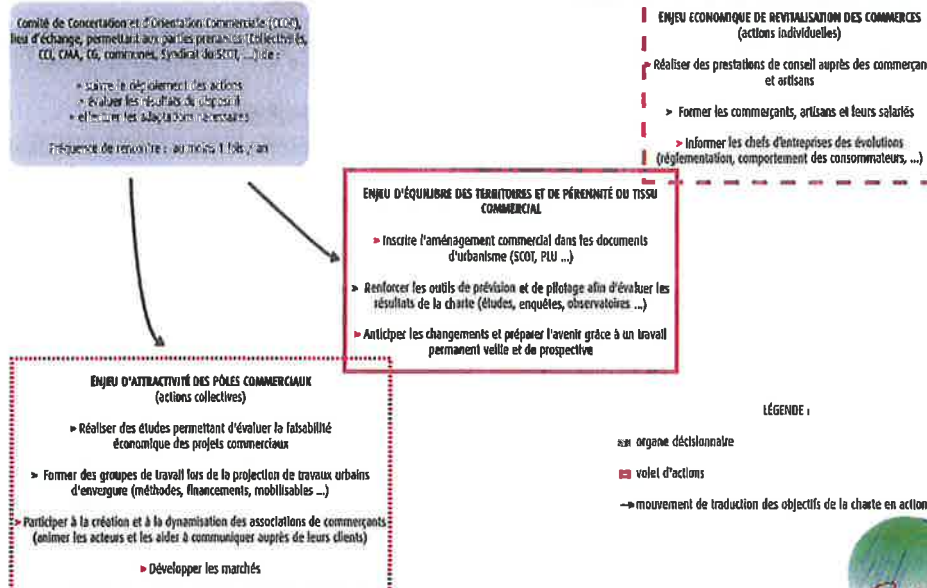 Comité de Concertation et d'Orientation Commerciale (CCOC),
lieu d'échange, permettant aux parties prenantes (Collectivités,
CCI, CMA, CG, communes, Syndicat du SCOT, ...) de :
➤ suivre le déploiement des actions
➤ évaluer les résultats du dispositif
➤ effectuer les adaptations nécessaires
Fréquence de rencontre : au moins 1 fois / an
ENJEU ECONOMIQUE DE REVITALISATION DES COMMERCES
(actions individuelles)
Réaliser des prestations de conseil auprès des commerçan
et artisans
➤ Former les commerçants, artisans et leurs salariés
➤ Informer les chefs d'entreprises des évolutions
(réglementation, comportement des consommateurs, ...)
ENJEU D'ÉQUILIBRE DES TERRITOIRES ET DE PÉRENNITÉ DU TISSU
COMMERCIAL
➤ Inscrire l'aménagement commercial dans les documents
d'urbanisme (SCOT, PLU ...)
➤ Renforcer les outils de prévision et de pilotage afin d'évaluer les
résultats de la charte (études, enquêtes, observatoires ...)
➤ Anticiper les changements et préparer l'avenir grâce à un travail
permanent veille et de prospective
ENJEU D'ATTRACTIVITÉ DES PÔLES COMMERCIAUX
(actions collectives)
➤ Réaliser des études permettant d'évaluer la faisabilité
économique des projets commerciaux
➤ Former des groupes de travail lors de la projection de travaux urbains
d'envergure (méthodes, financements, mobilisables ...)
➤ Participer à la création et à la dynamisation des associations de commerçants
(animer les acteurs et les aider à communiquer auprès de leurs clients)
➤ Développer les marchés
LÉGENDE :
organe décisionnaire
volet d'actions
mouvement de traduction des objectifs de la charte en action